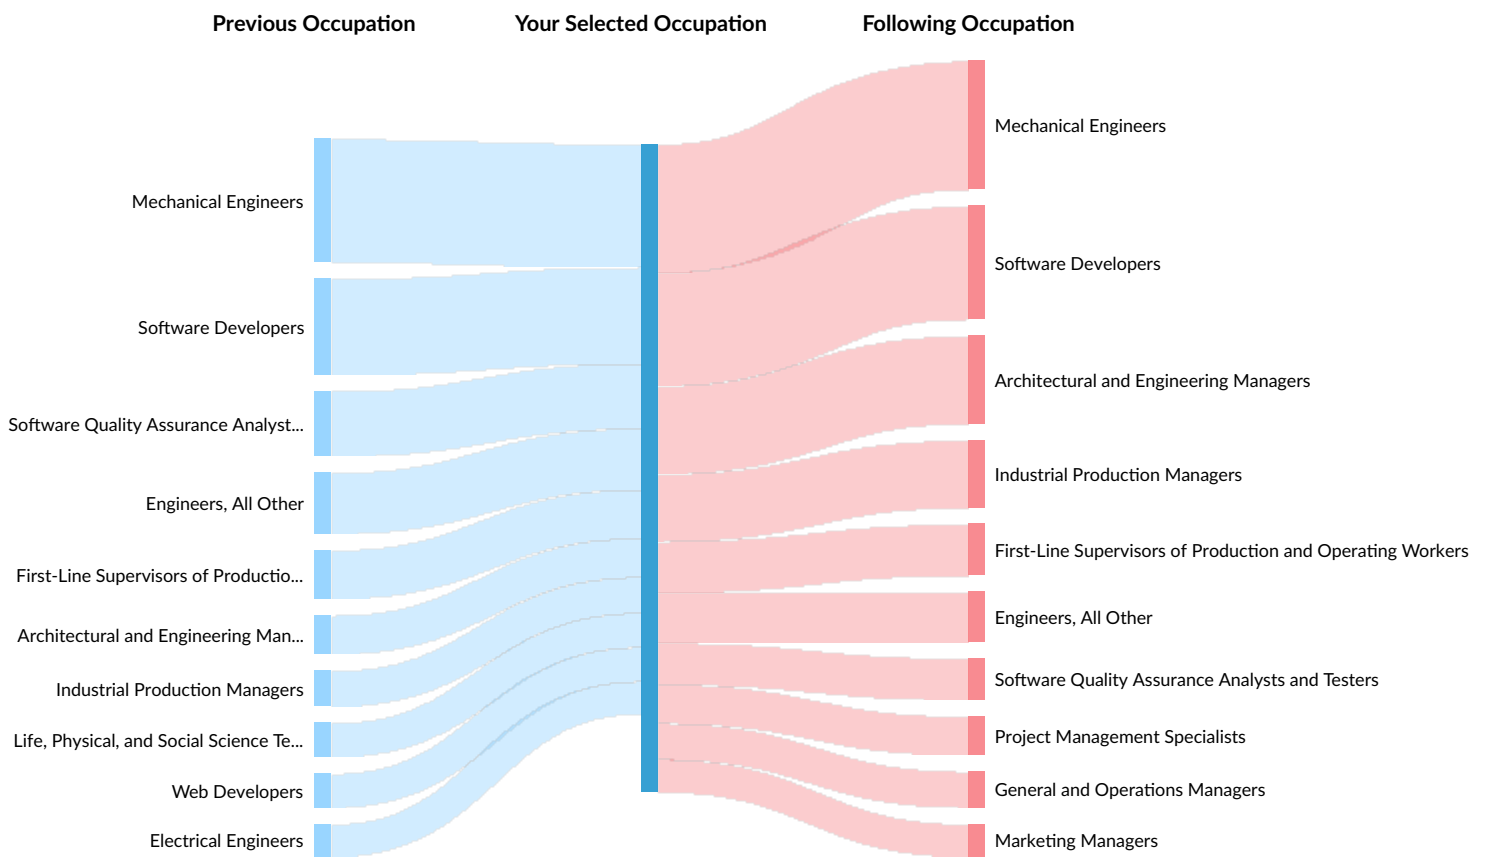 Previous Occupation
Your Selected Occupation
Following Occupation
Mechanical Engineers
Software Developers
Software Quality Assurance Analyst...
Engineers, All Other
First-Line Supervisors of Productio...
Architectural and Engineering Man...
Industrial Production Managers
Life, Physical, and Social Science Te...
Web Developers
Electrical Engineers
Mechanical Engineers
Software Developers
Architectural and Engineering Managers
Industrial Production Managers
First-Line Supervisors of Production and Operating Workers
Engineers, All Other
Software Quality Assurance Analysts and Testers
Project Management Specialists
General and Operations Managers
Marketing Managers